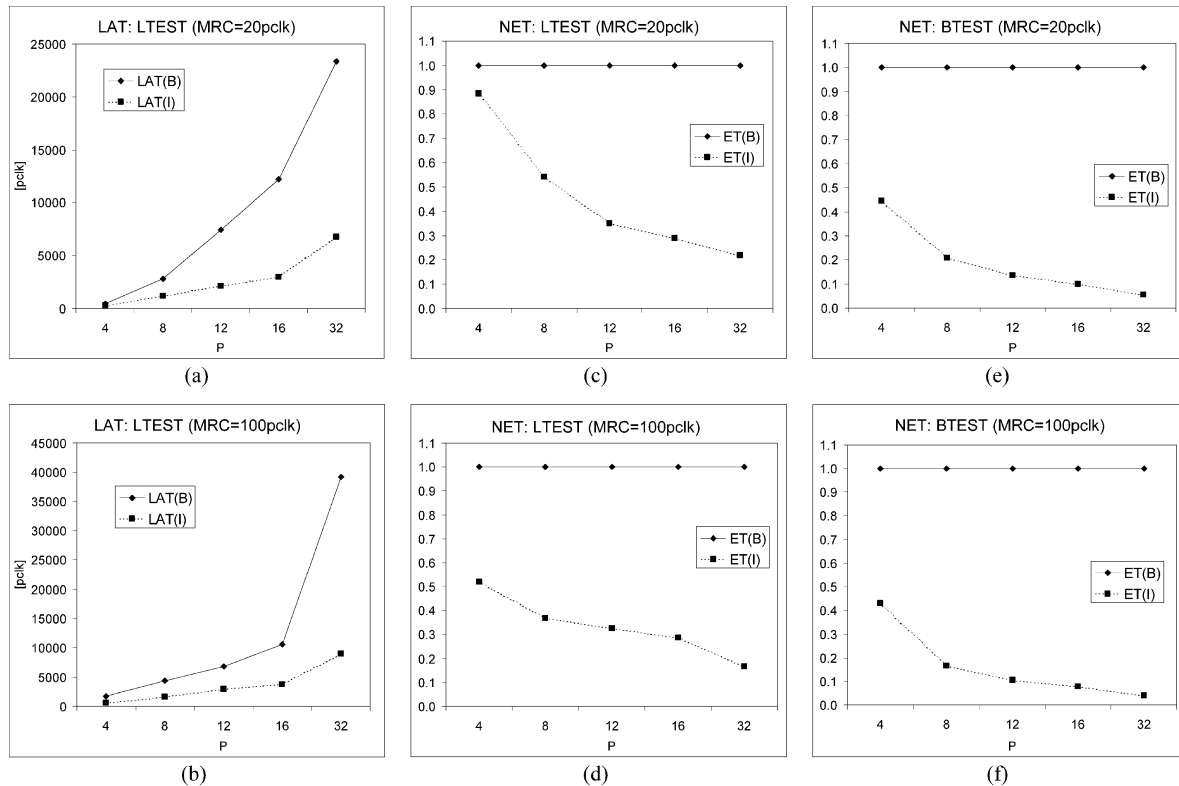 LAT: LTEST (MRC=20pclk)
25000
20000
15000
10000
5000
0
[pclk]
LAT(B)
LAT(I)
4 8 12 16 32
P
(a)
NET: LTEST (MRC=20pclk)
1.1
1.0
0.9
0.8
0.7
0.6
0.5
0.4
0.3
0.2
0.1
0.0
ET(B)
ET(I)
4 8 12 16 32
P
(c)
NET: BTEST (MRC=20pclk)
1.1
1.0
0.9
0.8
0.7
0.6
0.5
0.4
0.3
0.2
0.1
0.0
ET(B)
ET(I)
4 8 12 16 32
P
(e)
LAT: LTEST (MRC=100pclk)
45000
40000
35000
30000
25000
20000
15000
10000
5000
0
[pclk]
LAT(B)
LAT(I)
4 8 12 16 32
P
(b)
NET: LTEST (MRC=100pclk)
1.1
1.0
0.9
0.8
0.7
0.6
0.5
0.4
0.3
0.2
0.1
0.0
ET(B)
ET(I)
4 8 12 16 32
P
(d)
NET: BTEST (MRC=100pclk)
1.1
1.0
0.9
0.8
0.7
0.6
0.5
0.4
0.3
0.2
0.1
0.0
ET(B)
ET(I)
4 8 12 16 32
P
(f)